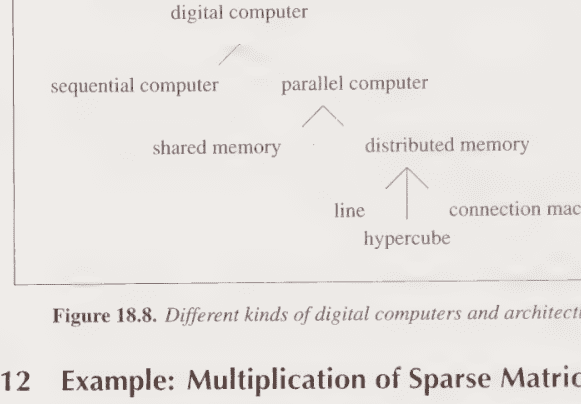 digital computer
sequential computer parallel computer
shared memory distributed memory
line connection mac
hypercube
Figure 18.8. Different kinds of digital computers and architect
12 Example: Multiplication of Sparse Matric